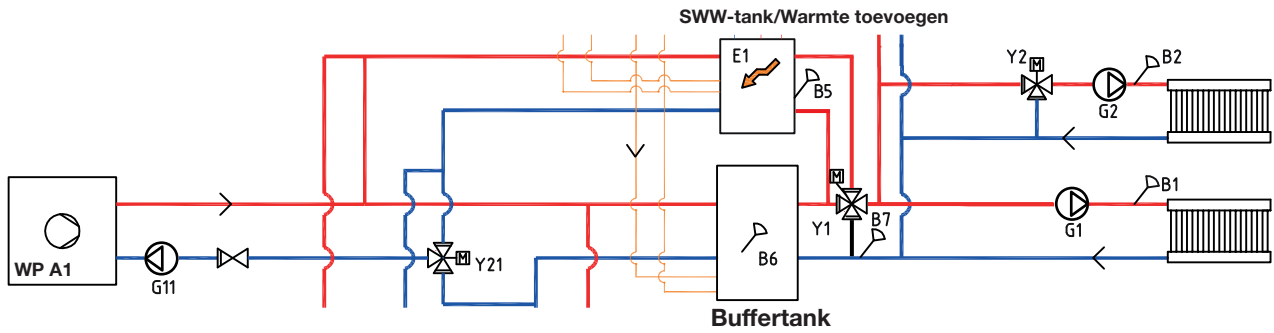 SWW-tank/Warmte toevoegen
E1
B5
Y2
M
B2
G2
WP A1
G11
M
Y21
M
Y1
B7
B6
G1
B1
Buffertank